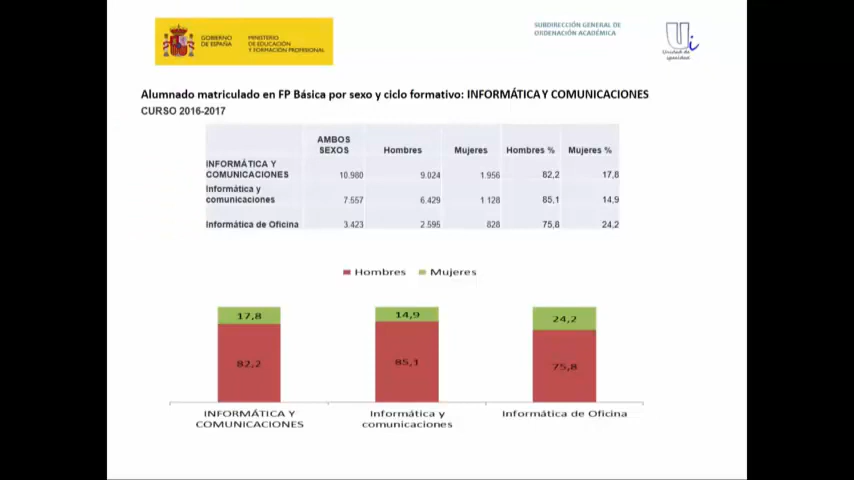 GOBIERNO
DE ESPAÑA
MINISTERIO
DE EDUCACIÓN
Y FORMACIÓN PROFESIONAL
SUBDIRECCIÓN GENERAL DE
ORDENACIÓN ACADÉMICA
Ui
Unidad de
igualdad
Alumnado matriculado en FP Básica por sexo y ciclo formativo: INFORMÁTICA Y COMUNICACIONES
CURSO 2016-2017
AMBOS
SEXOS Hombres Mujeres Hombres % Mujeres %
INFORMÁTICA Y
COMUNICACIONES 10.980 9.024 1.956 82,2 17,8
Informática y
comunicaciones 7.557 6.429 1.128 85,1 14,9
Informática de Oficina 3.423 2.595 828 75,8 24,2
Hombres Mujeres
17,8 14,9 24,2
82,2 85,1 75,8
INFORMÁTICA Y
COMUNICACIONES
Informática y
comunicaciones
Informática de Oficina